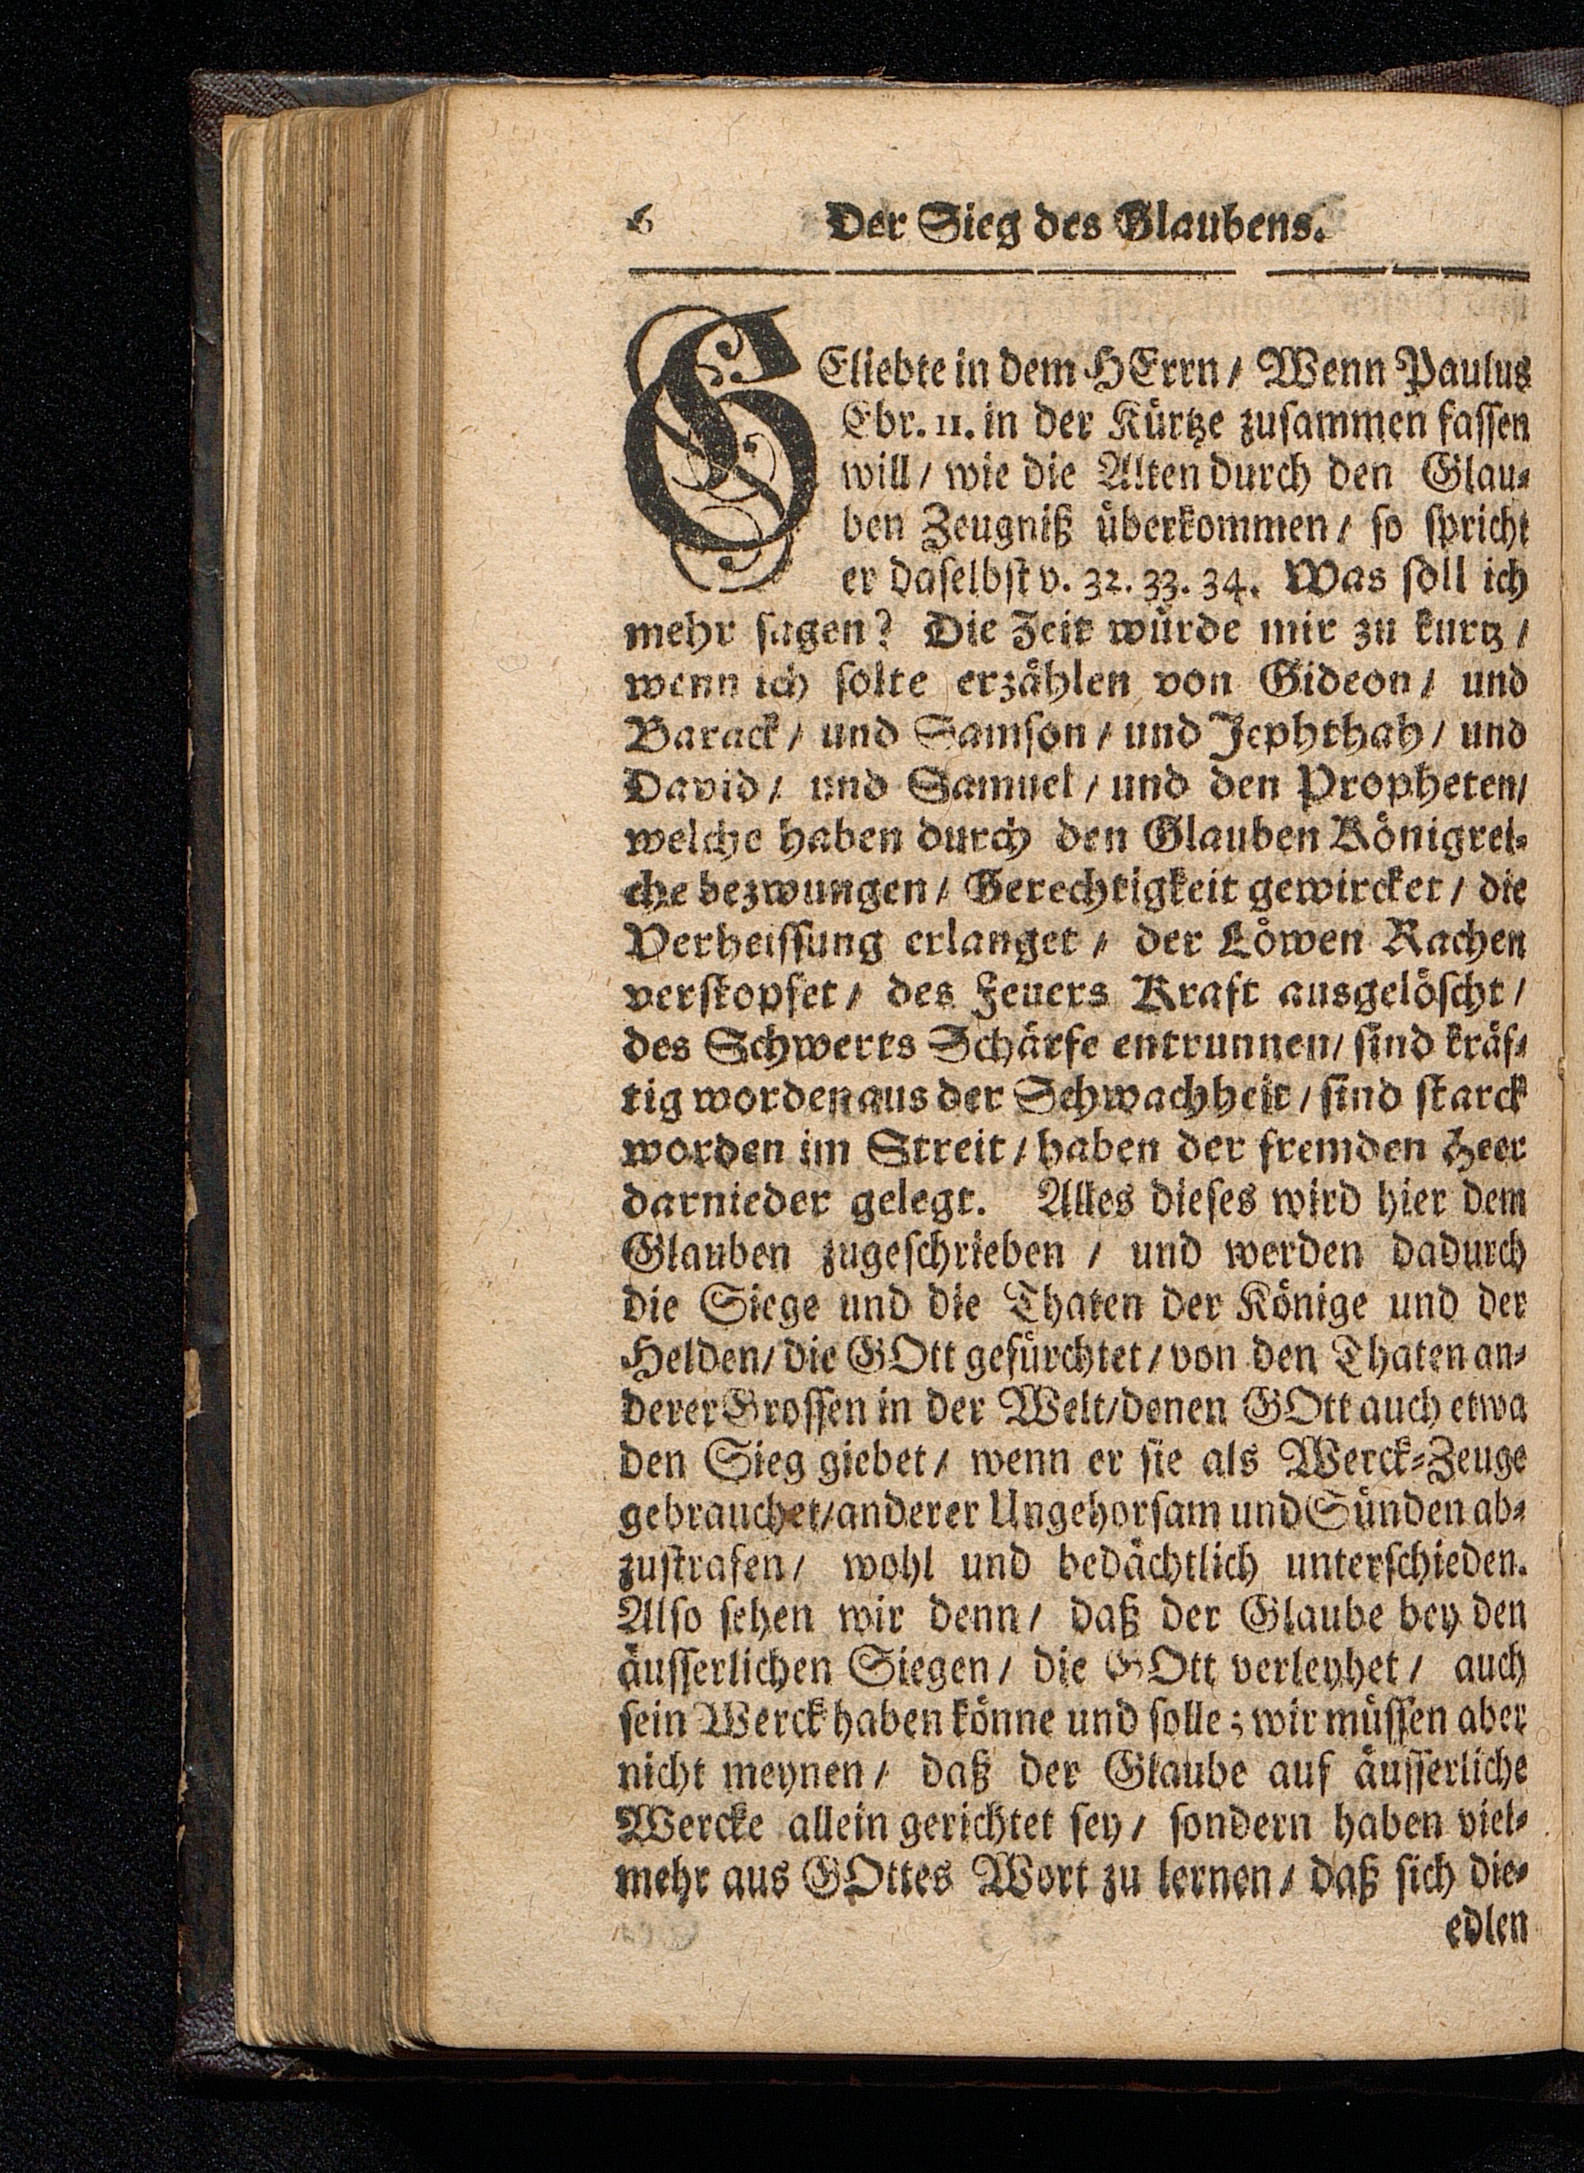 6 Der Sieg des Glaubens.
GEliebte in dem HErrn / Wenn Paulus
Ebr. 11. in der Kürtze zusammen fassen
will / wie die Alten durch den Glau-
ben Zeugniß überkommen / so spricht
er daselbst v. 32. 33. 34. Was soll ich
mehr sagen? Die Zeit würde mir zu kurtz /
wenn ich solte erzählen von Gideon / und
Barack / und Samson / und Jephthah / und
David / und Samuel / und den Propheten /
welche haben durch den Glauben Königrei-
che bezwungen / Gerechtigkeit gewircket / die
Verheissung erlanget / der Löwen Rachen
verstopfet / des Feuers Kraft ausgelöscht /
des Schwerts Schärfe entrunnen / sind kräf-
tig worden aus der Schwachheit / sind starck
worden im Streit / haben der fremden Heer
darnieder gelegt. Alles dieses wird hier dem
Glauben zugeschrieben / und werden dadurch
die Siege und die Thaten der Könige und der
Helden / die GOtt gefürchtet / von den Thaten an-
derer Grossen in der Welt / denen GOtt auch etwa
den Sieg giebet / wenn er sie als Werck-Zeuge
gebrauchet / anderer Ungehorsam und Sünden ab-
zustrafen / wohl und bedächtlich unterschieden.
Also sehen wir denn / daß der Glaube bey den
äusserlichen Siegen / die GOtt verleyhet / auch
sein Werck haben könne und solle; wir müssen aber
nicht meynen / daß der Glaube auf äusserliche
Wercke allein gerichtet sey / sondern haben viel-
mehr aus GOttes Wort zu lernen / daß sich die-
edlen